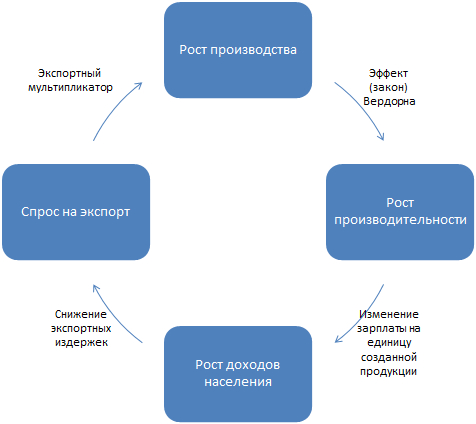 Рост производства
Экспортный
мультипликатор
Эффект
(закон)
Вердорна
Спрос на экспорт
Рост
производительности
Снижение
экспортных
издержек
Изменение
зарплаты на
единицу
созданной
продукции
Рост доходов
населения